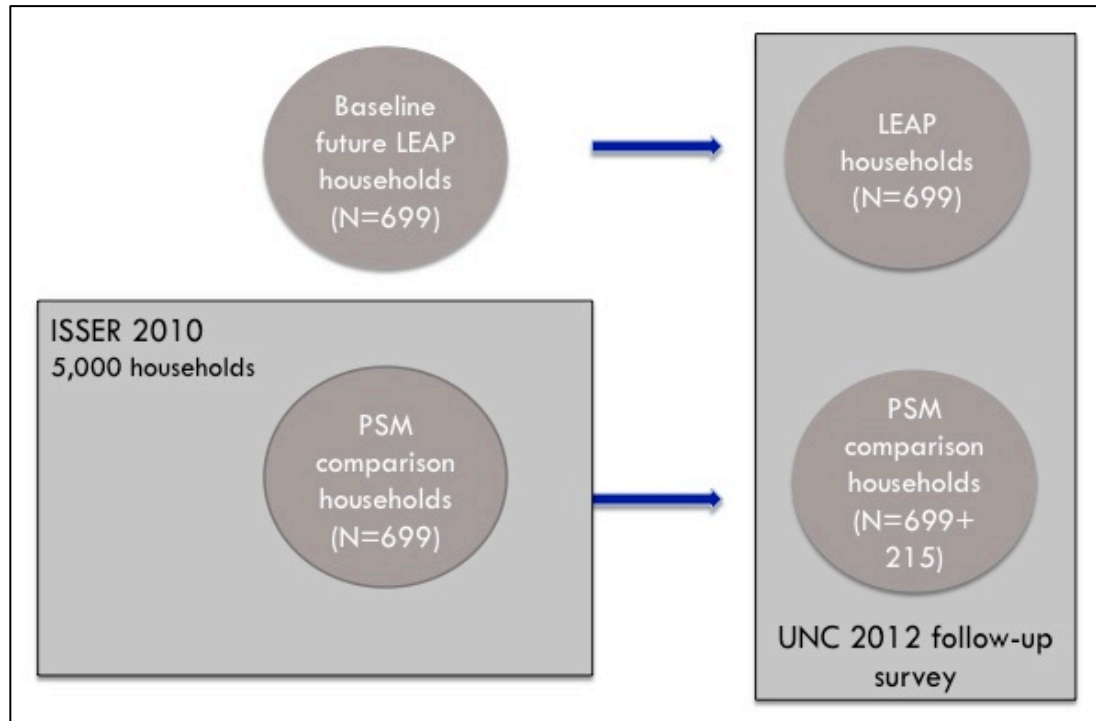 Baseline
future LEAP
households
(N=699)
LEAP
households
(N=699)
ISSER 2010
5,000 households
PSM
comparison
households
(N=699)
PSM
comparison
households
(N=699+
215)
UNC 2012 follow-up
survey